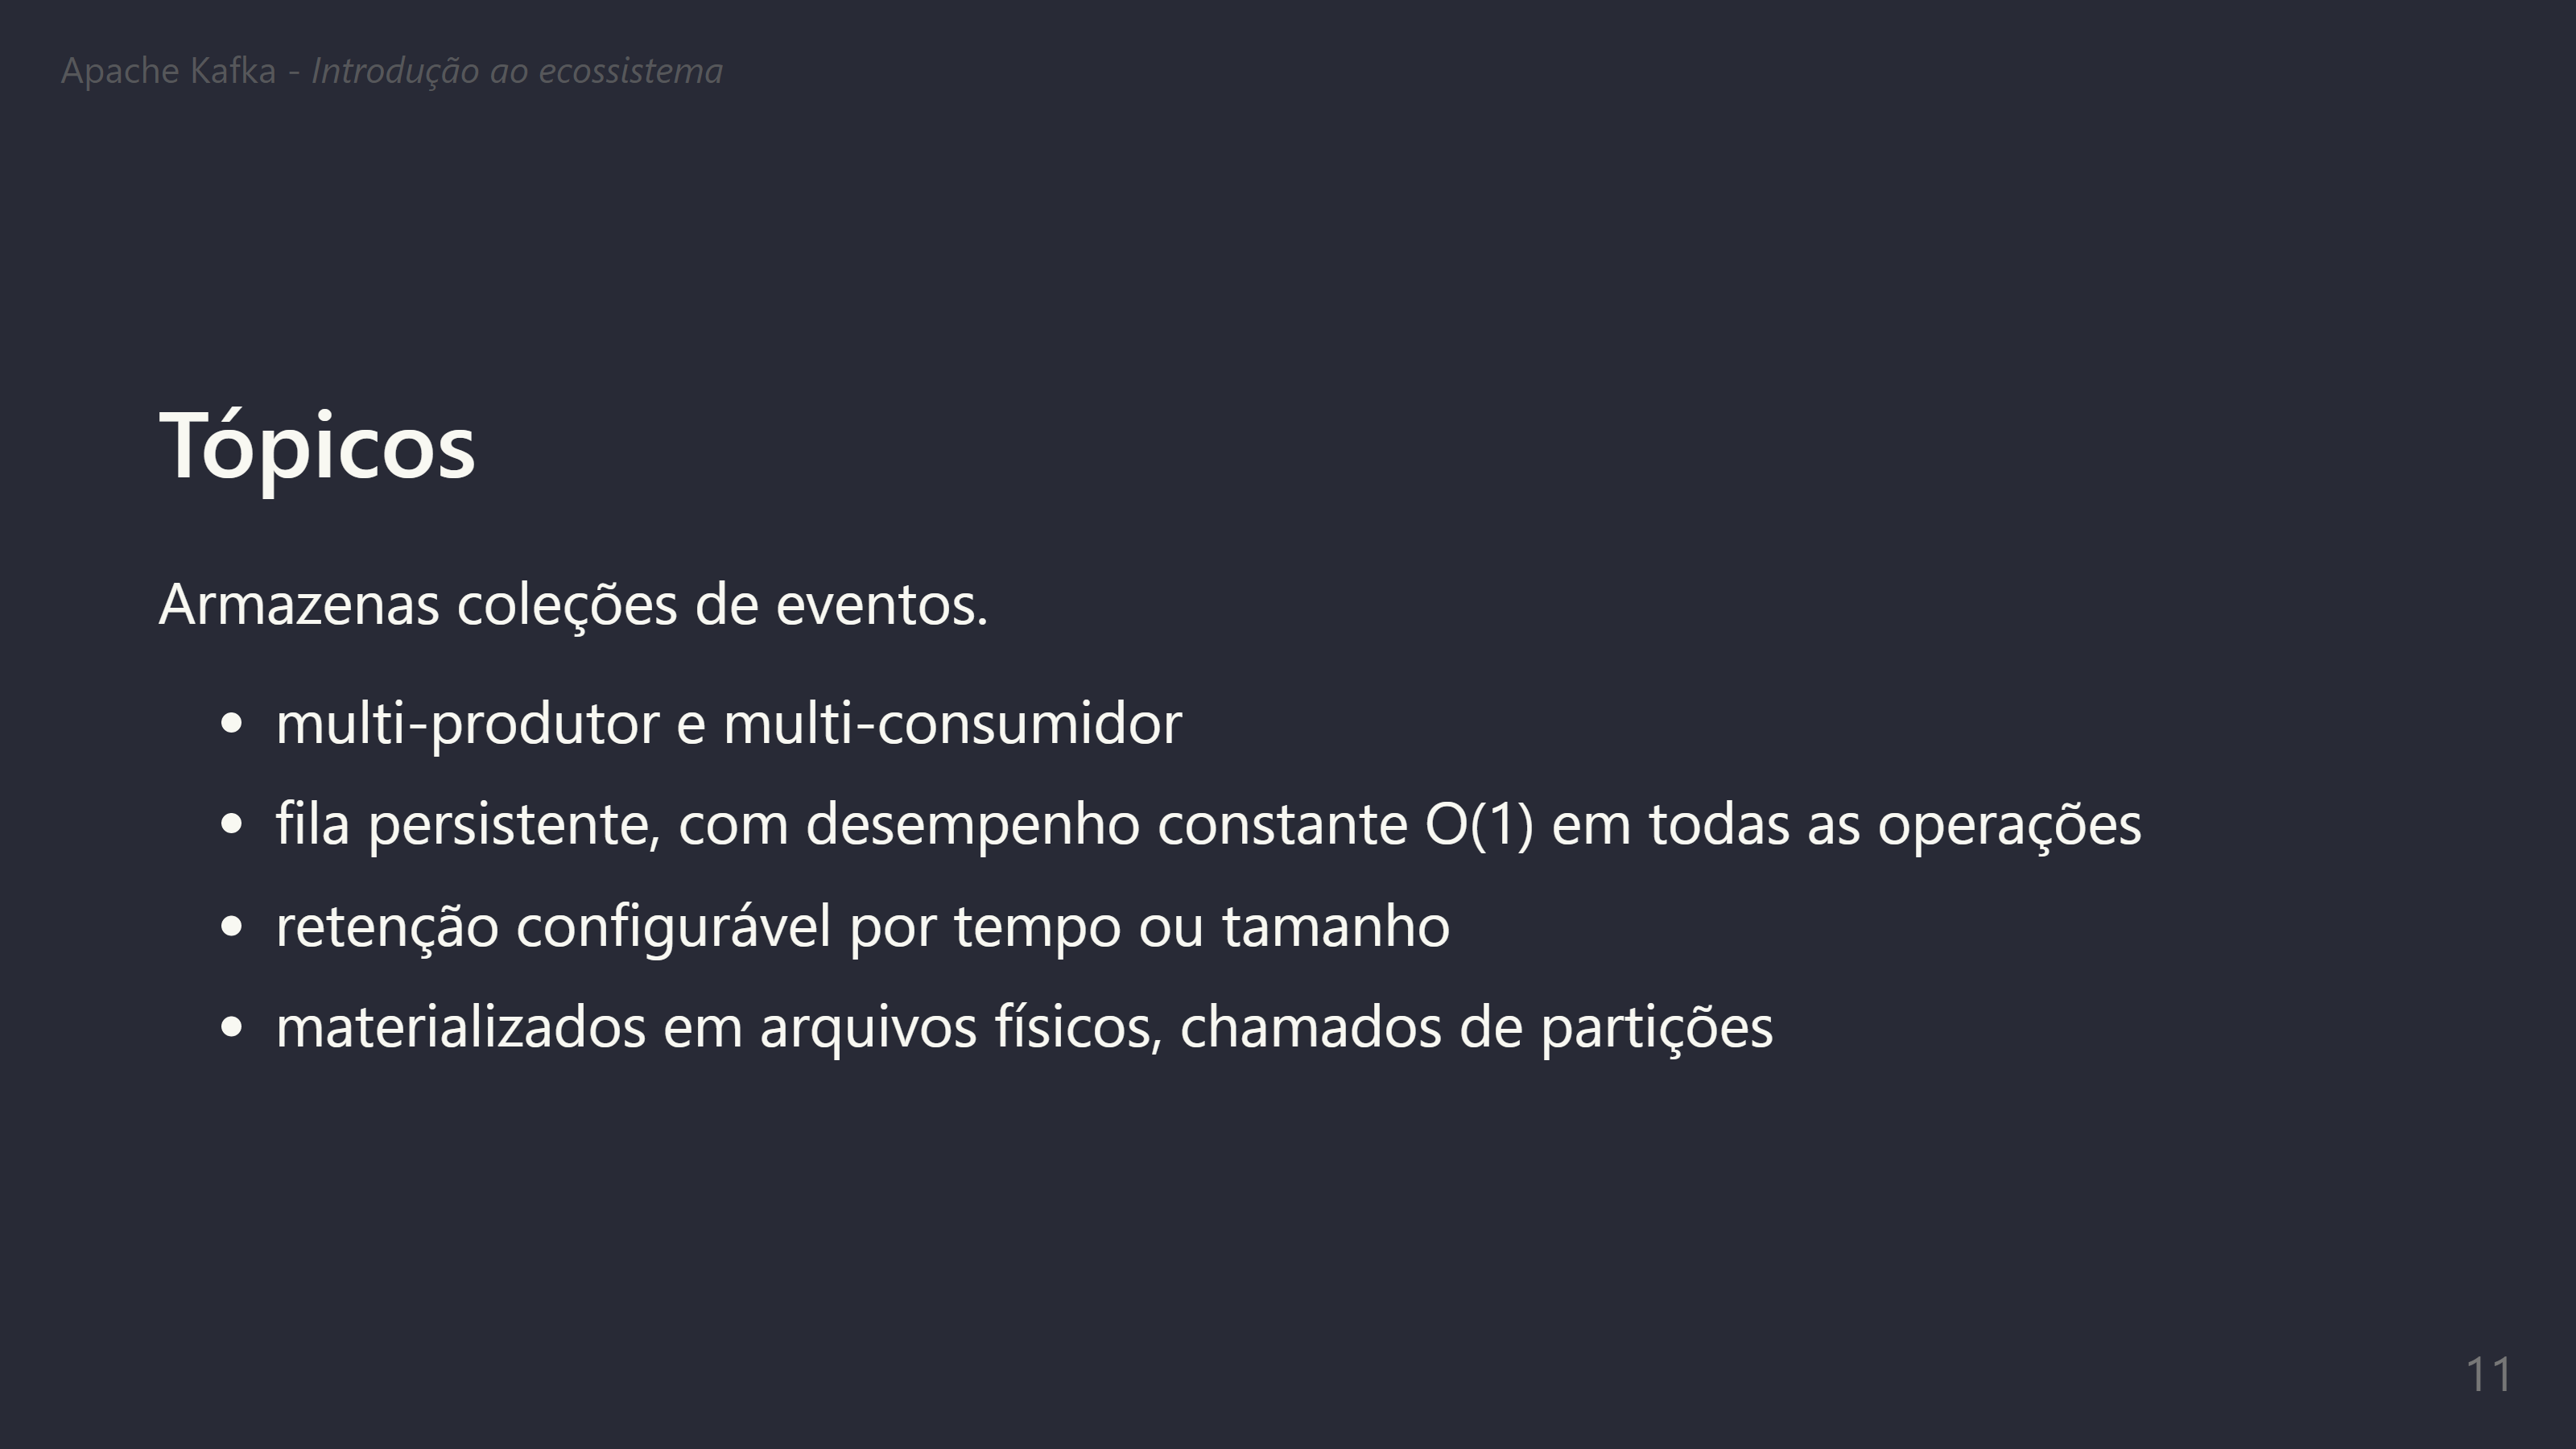 Apache Kafka - Introdução ao ecossistema
Tópicos
Armazenas coleções de eventos.
• multi-produtor e multi-consumidor
• fila persistente, com desempenho constante O(1) em todas as operações
• retenção configurável por tempo ou tamanho
• materializados em arquivos físicos, chamados de partições
11